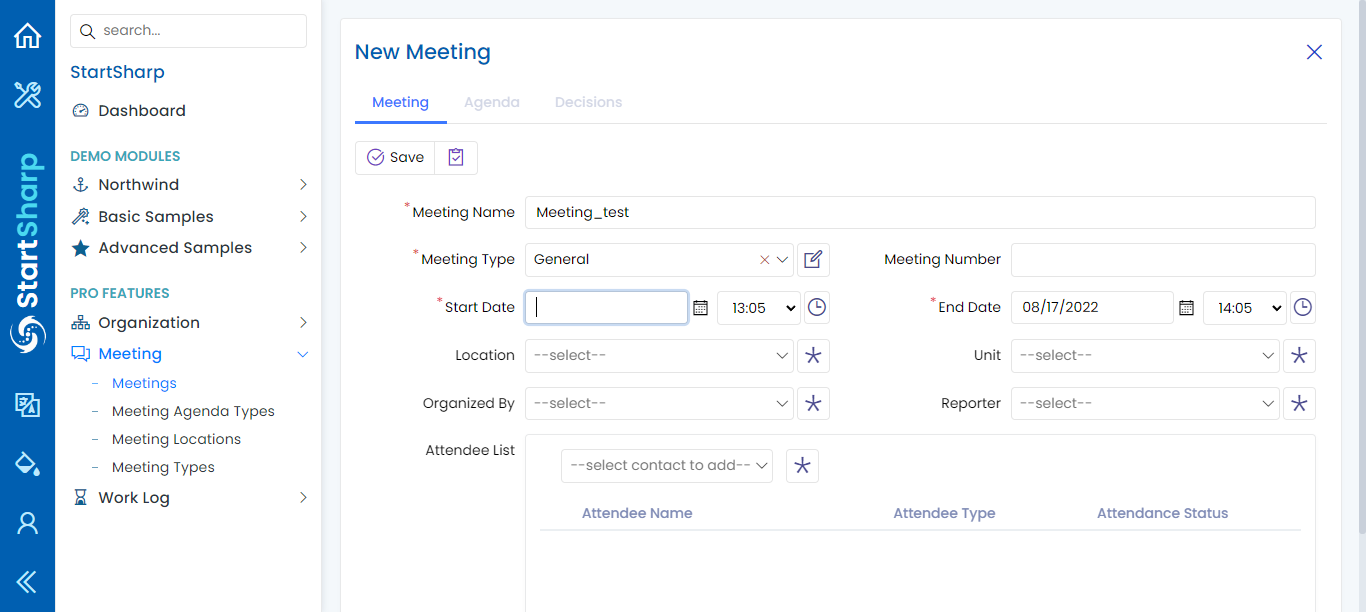 StartSharp
search...
StartSharp
Dashboard
DEMO MODULES
Northwind
Basic Samples
Advanced Samples
PRO FEATURES
Organization
Meeting
- Meetings
- Meeting Agenda Types
- Meeting Locations
- Meeting Types
Work Log
New Meeting
Meeting Agenda Decisions
Save
*Meeting Name Meeting_test
*Meeting Type General Meeting Number
*Start Date 13:05 *End Date 08/17/2022 14:05
Location --select-- Unit --select--
Organized By --select-- Reporter --select--
Attendee List
--select contact to add--
Attendee Name Attendee Type Attendance Status